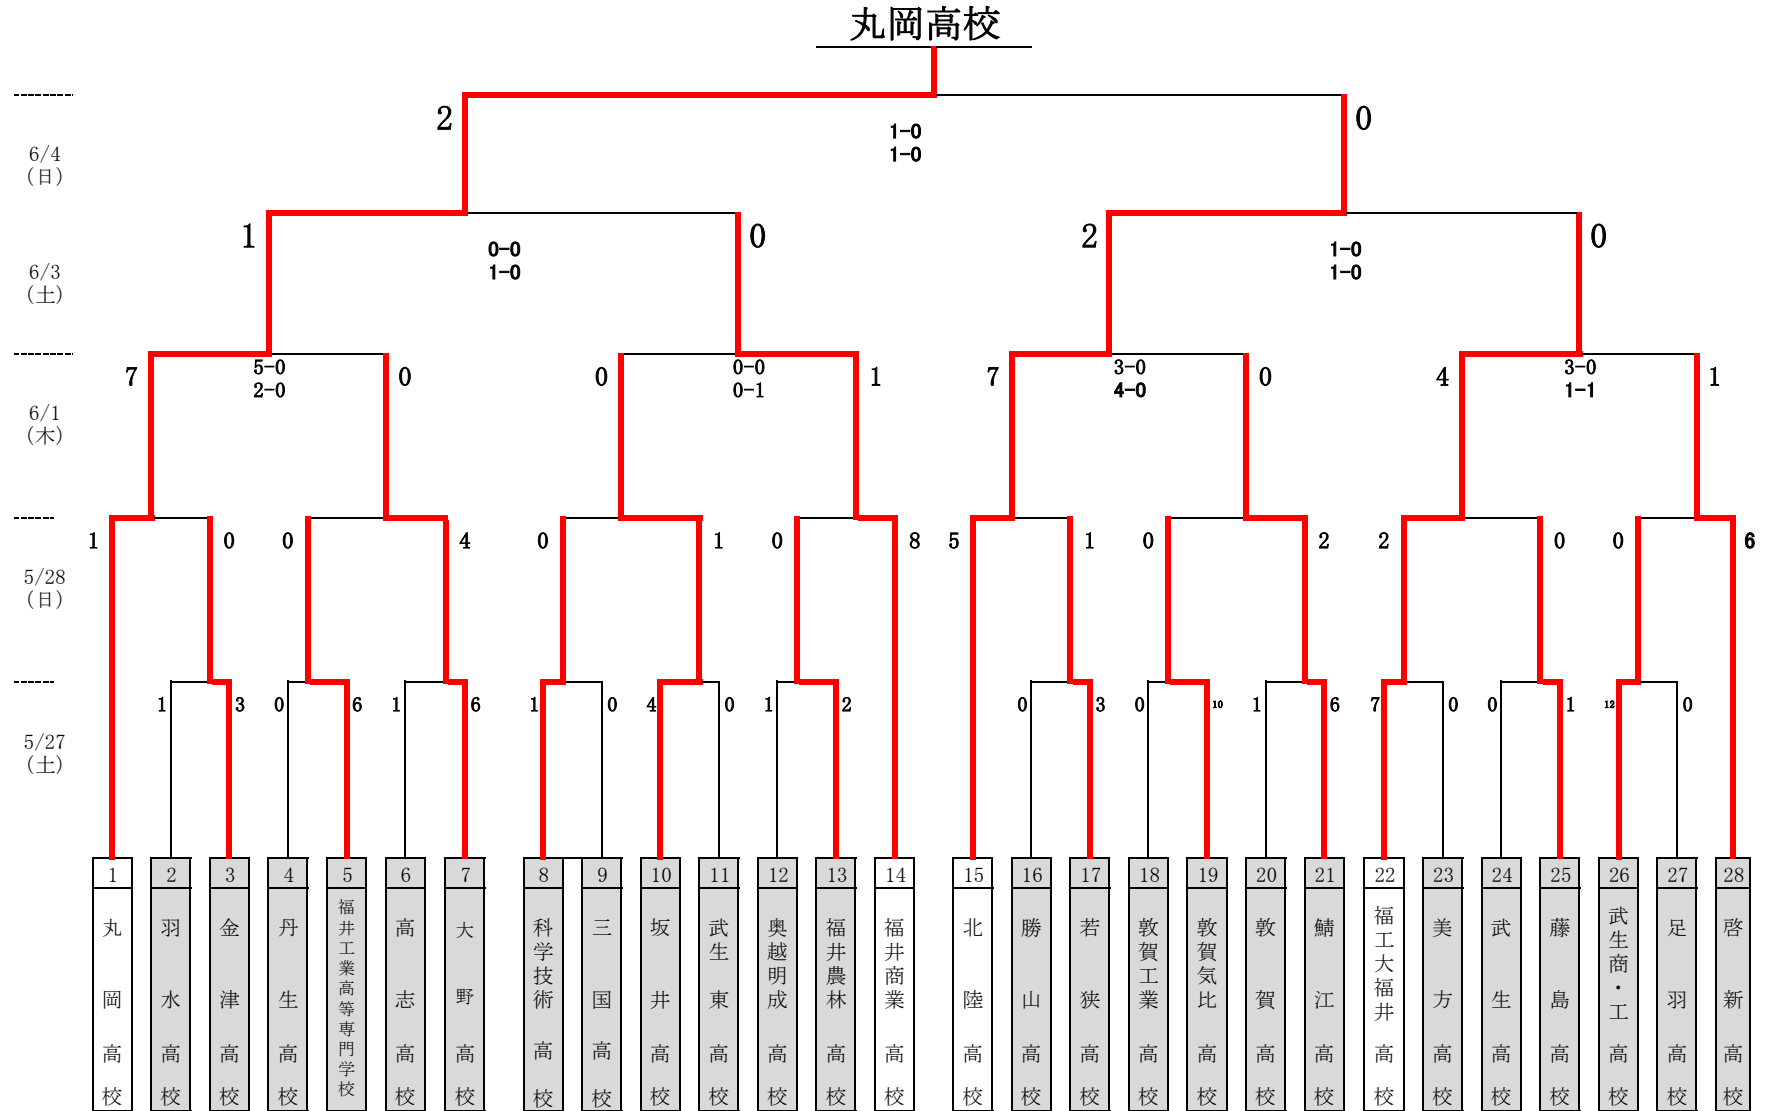 丸岡高校
2 0
1-0
1-0
6/4
(日)
1 0 2 0
0-0 1-0
1-0 1-0
6/3
(土)
7 5-0 0 0 0-0 1 7 3-0 0 4 3-0 1
2-0 0-1 4-0 1-1
6/1
(木)
1 0 0 4 0 1 0 8 5 1 0 2 2 0 0 6
5/28
(日)
1 3 0 6 1 6 1 0 4 0 1 2 0 3 0 10 1 6 7 0 0 1 12 0
5/27
(土)
1 丸岡高校
2 羽水高校
3 金津高校
4 丹生高校
5 福井工業高等専門学校
6 高志高校
7 大野高校
8 科学技術高校
9 三国高校
10 坂井高校
11 武生東高校
12 奥越明成高校
13 福井農林高校
14 福井商業高校
15 北陸高校
16 勝山高校
17 若狭高校
18 敦賀工業高校
19 敦賀気比高校
20 敦賀高校
21 鯖江高校
22 福工大福井高校
23 美方高校
24 武生高校
25 藤島高校
26 武生商・工高校
27 足羽高校
28 啓新高校